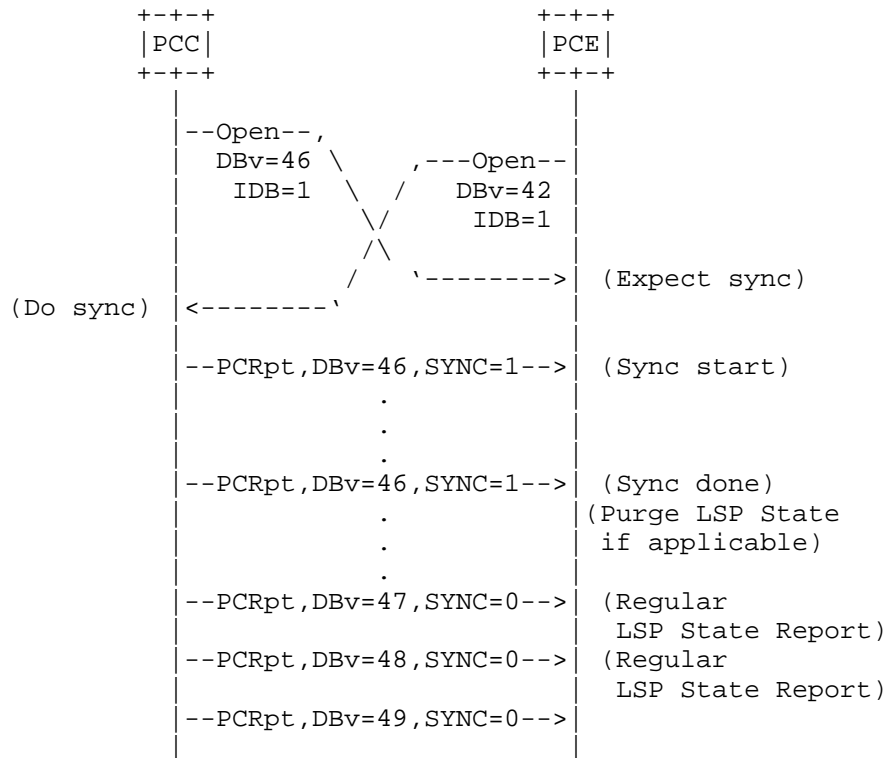 +-+-+                    +-+-+
|PCC|                    |PCE|
+-+-+                    +-+-+
--Open--,
DBv=46 \ ,---Open--
IDB=1 \ / DBv=42
\/ IDB=1
/\
/ `--------> (Expect sync)
(Do sync) <--------`
--PCRpt,DBv=46,SYNC=1--> (Sync start)
.
.
.
--PCRpt,DBv=46,SYNC=1--> (Sync done)
. (Purge LSP State
. if applicable)
.
--PCRpt,DBv=47,SYNC=0--> (Regular
LSP State Report)
--PCRpt,DBv=48,SYNC=0--> (Regular
LSP State Report)
--PCRpt,DBv=49,SYNC=0-->